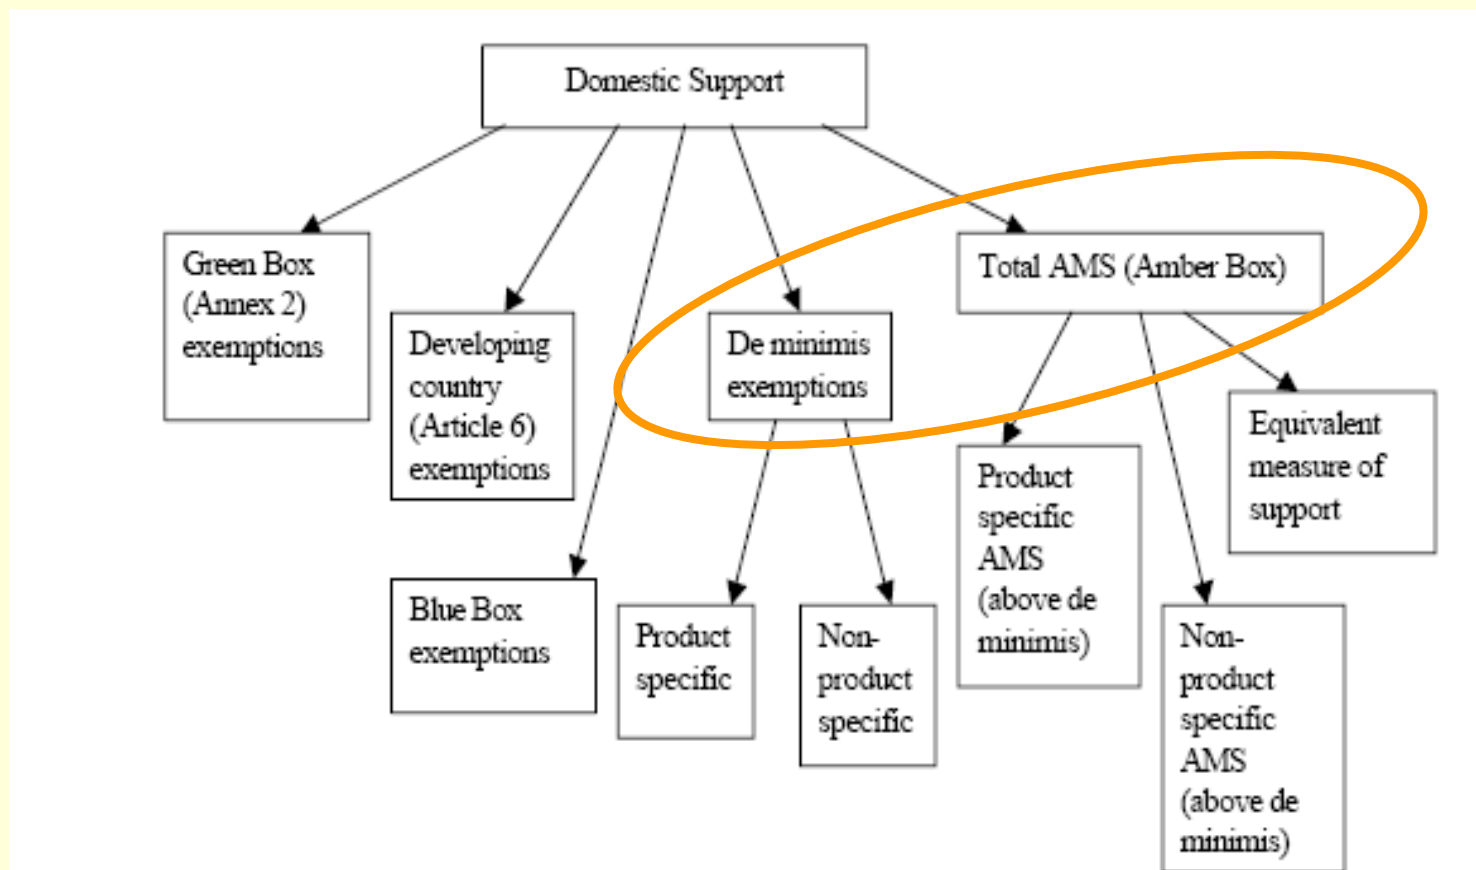 Domestic Support
Green Box
(Annex 2)
exemptions
Developing
country
(Article 6)
exemptions
Blue Box
exemptions
De minimis
exemptions
Product
specific
Non-
product
specific
Total AMS (Amber Box)
Product
specific
AMS
(above de
minimis)
Non-
product
specific
AMS
(above de
minimis)
Equivalent
measure of
support